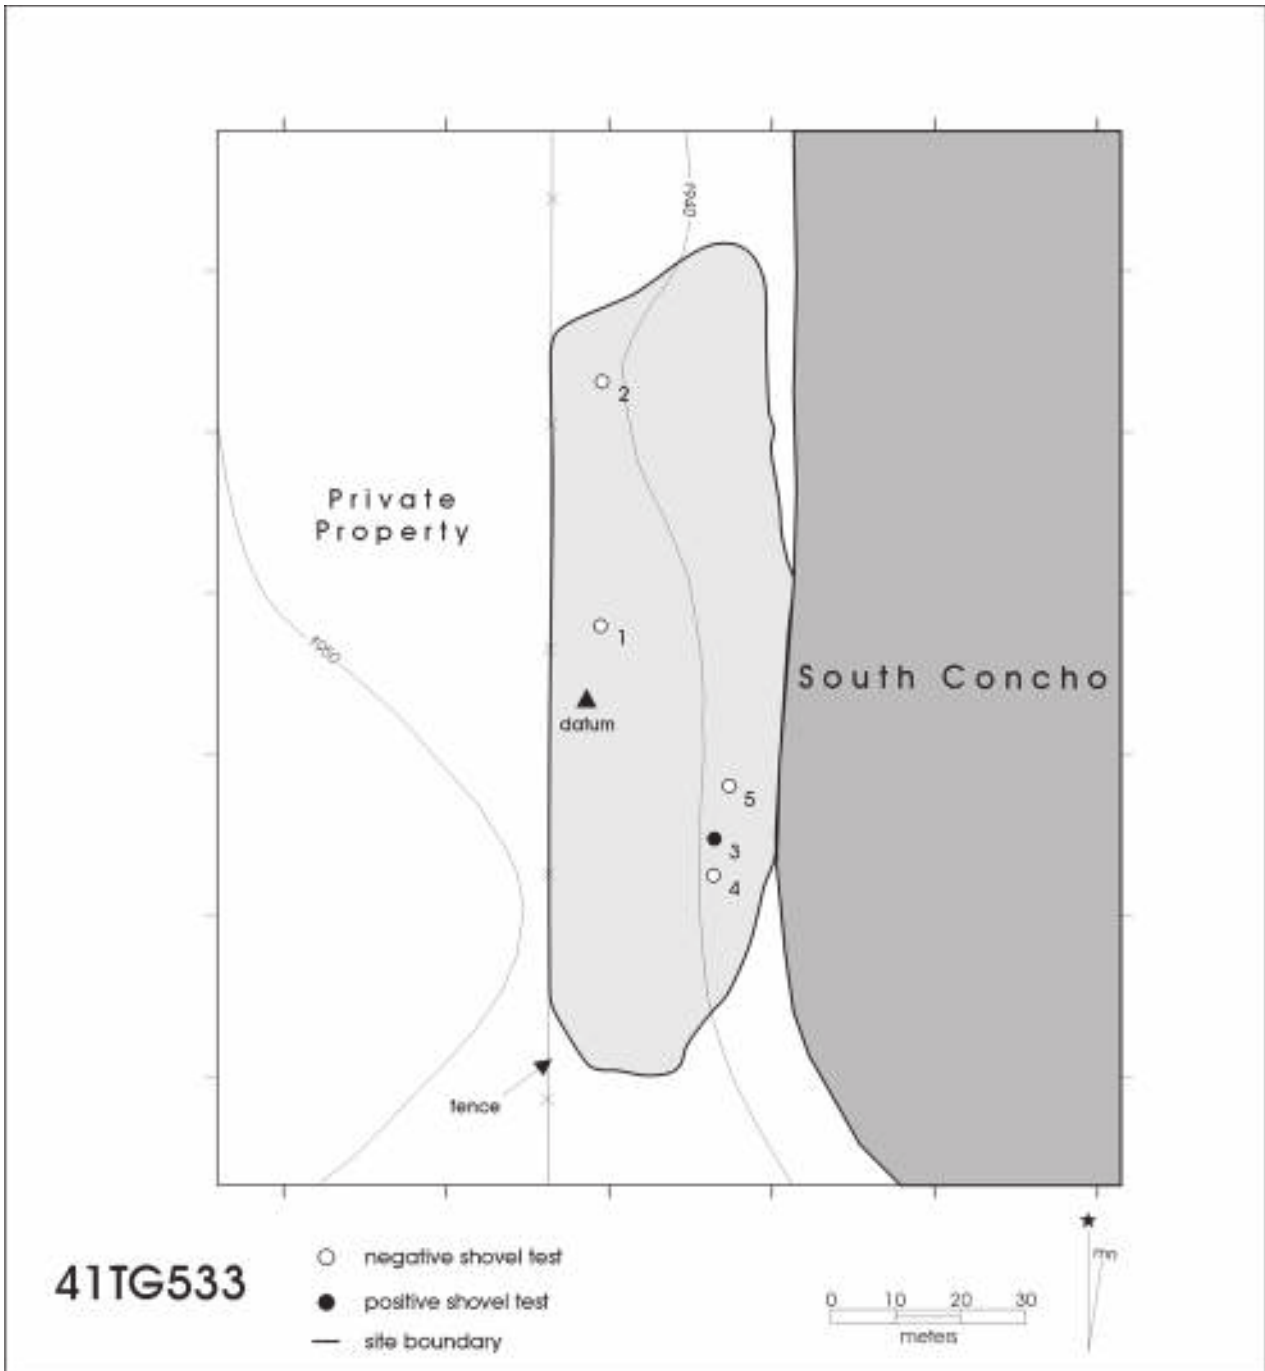 1940
2
Private
Property
1
1950
South Concho
datum
5
3
4
fence
41TG533
negative shovel test
positive shovel test
site boundary
0 10 20 30
meters
mn